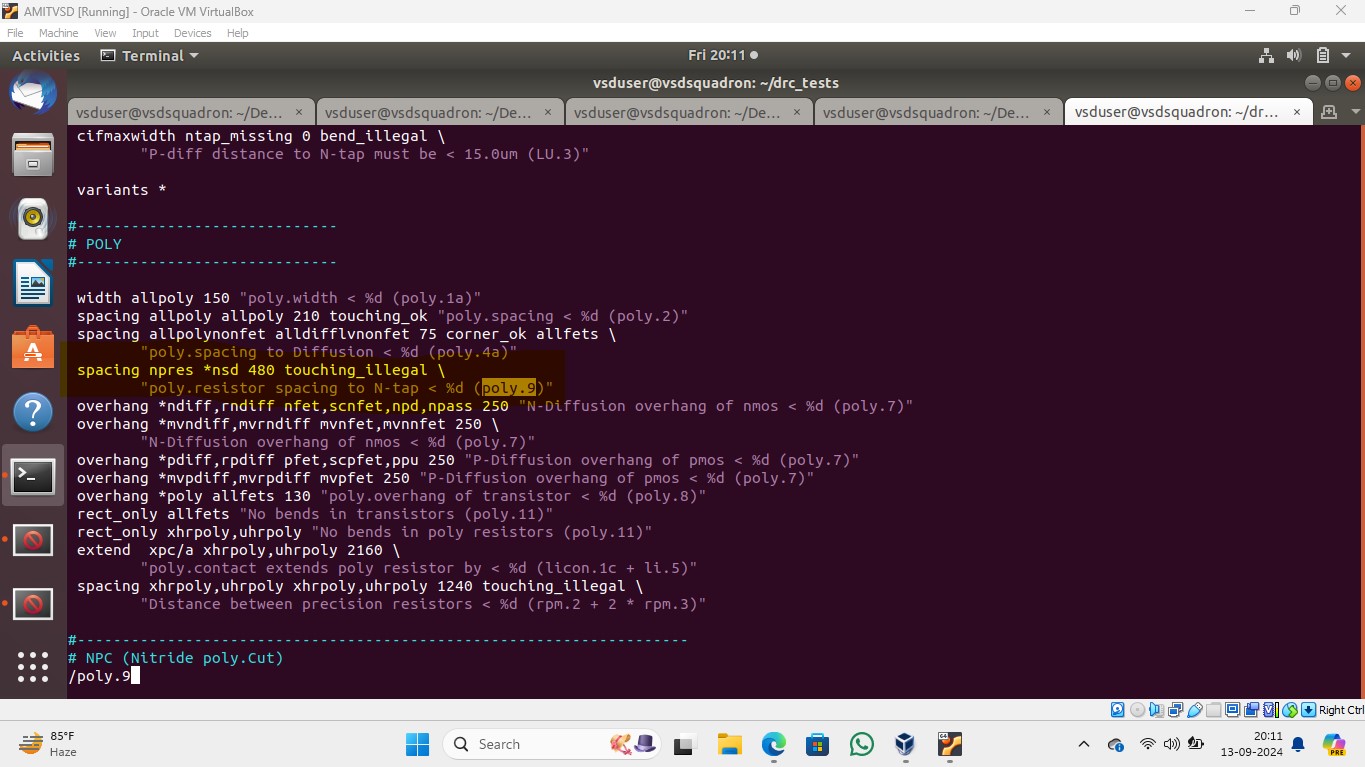 AMITVSD [Running] - Oracle VM VirtualBox
File Machine View Input Devices Help
Activities Terminal Fri 20:11
vsduser@vsdsquadron: ~/drc_tests
vsduser@vsdsquadron: ~/De... × vsduser@vsdsquadron: ~/De... × vsduser@vsdsquadron: ~/De... × vsduser@vsdsquadron: ~/De... × vsduser@vsdsquadron: ~/dr... ×
cifmaxwidth ntap_missing 0 bend_illegal \
"P-diff distance to N-tap must be < 15.0um (LU.3)"
variants *
#-----------------------------
# POLY
#-----------------------------
width allpoly 150 "poly.width < %d (poly.1a)"
spacing allpoly allpoly 210 touching_ok "poly.spacing < %d (poly.2)"
spacing allpolynonfet alldifflvnonfet 75 corner_ok allfets \
"poly.spacing to Diffusion < %d (poly.4a)"
spacing npres *nsd 480 touching_illegal \
"poly.resistor spacing to N-tap < %d (poly.9)"
overhang *ndiff,rndiff nfet,scnfet,npd,npass 250 "N-Diffusion overhang of nmos < %d (poly.7)"
overhang *mvndiff,mvrndiff mvnfet,mvnnfet 250 \
"N-Diffusion overhang of nmos < %d (poly.7)"
overhang *pdiff,rpdiff pfet,scpfet,ppu 250 "P-Diffusion overhang of pmos < %d (poly.7)"
overhang *mvpdiff,mvrpdiff mvpfet 250 "P-Diffusion overhang of pmos < %d (poly.7)"
overhang *poly allfets 130 "poly.overhang of transistor < %d (poly.8)"
rect_only allfets "No bends in transistors (poly.11)"
rect_only xhrpoly,uhrpoly "No bends in poly resistors (poly.11)"
extend  xpc/a xhrpoly,uhrpoly 2160 \
"poly.contact extends poly resistor by < %d (licon.1c + li.5)"
spacing xhrpoly,uhrpoly xhrpoly,uhrpoly 1240 touching_illegal \
"Distance between precision resistors < %d (rpm.2 + 2 * rpm.3)"
#--------------------------------------------------------------------
# NPC (Nitride poly.Cut)
/poly.9
Right Ctrl
85°F
Haze
Search
20:11
13-09-2024
PRE